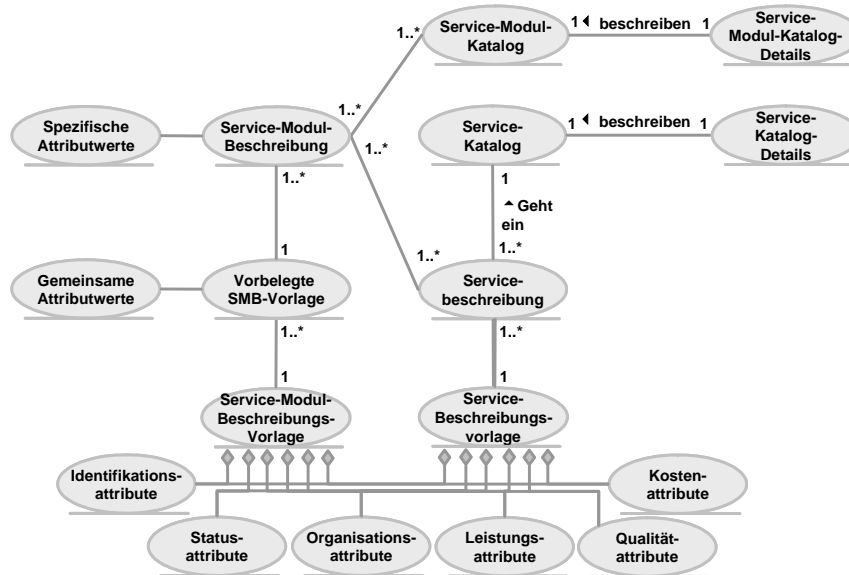 Service-Modul-
Katalog
1 beschreiben 1
Service-
Modul-Katalog-
Details
1..*
1..*
Spezifische
Attributwerte
Service-Modul-
Beschreibung
1..*
1..*
Service-
Katalog
1 beschreiben 1
Service-
Katalog-
Details
1
Geht
ein
1..*
1..*
1
Gemeinsame
Attributwerte
Vorbelegte
SMB-Vorlage
Service
beschreibung
1..*
1..*
1
1
Service-Modul-
Beschreibungs-
Vorlage
Service-
Beschreibungs-
vorlage
Identifikations-
attribute
Kosten-
attribute
Status-
attribute
Organisations-
attribute
Leistungs-
attribute
Qualität-
attribute